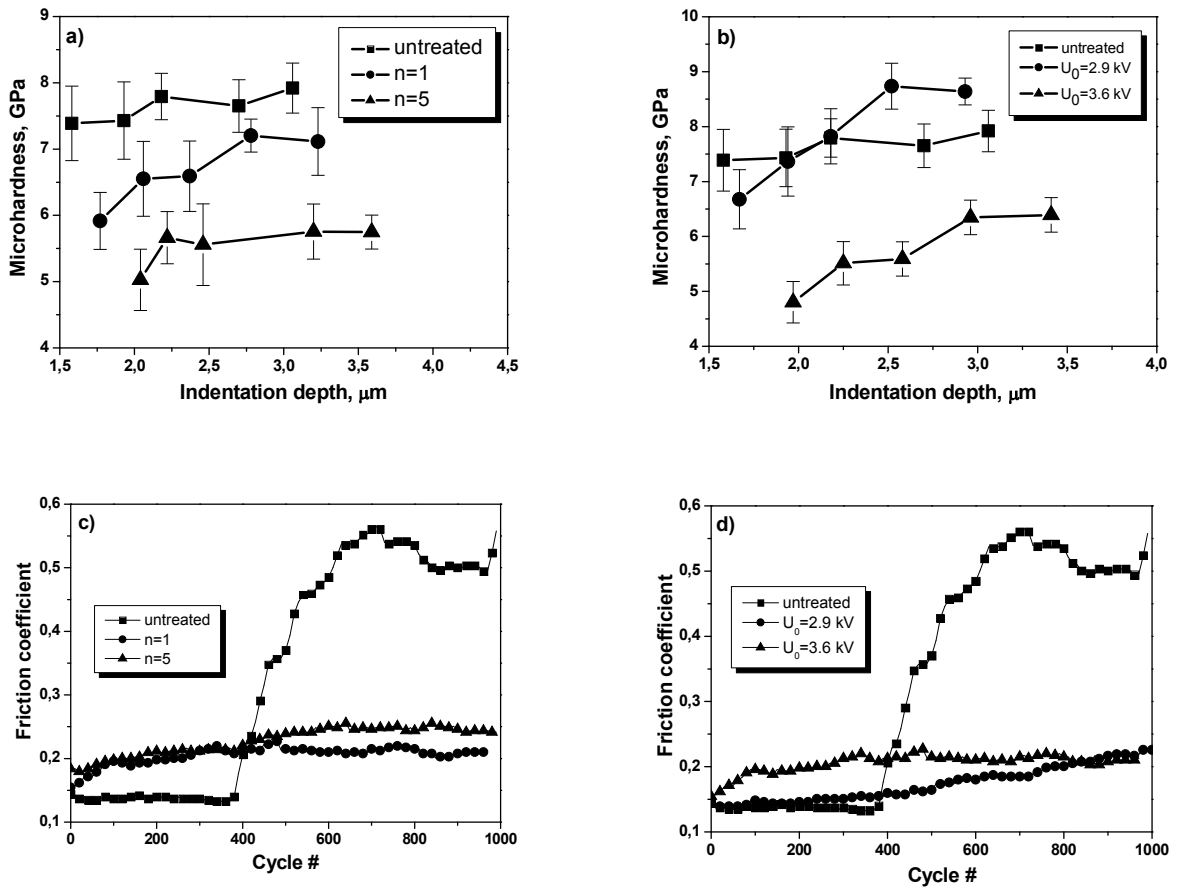 a)
untreated
n=1
n=5
9
8
7
6
5
4
Microhardness, GPa
1,5 2,0 2,5 3,0 3,5 4,0 4,5
Indentation depth, μm
b)
untreated
U0=2.9 kV
U0=3.6 kV
10
9
8
7
6
5
4
Microhardness, GPa
1,5 2,0 2,5 3,0 3,5 4,0
Indentation depth, μm
c)
untreated
n=1
n=5
0,6
0,5
0,4
0,3
0,2
0,1
Friction coefficient
0 200 400 600 800 1000
Cycle #
d)
untreated
U0=2.9 kV
U0=3.6 kV
0,6
0,5
0,4
0,3
0,2
0,1
Friction coefficient
0 200 400 600 800 1000
Cycle #